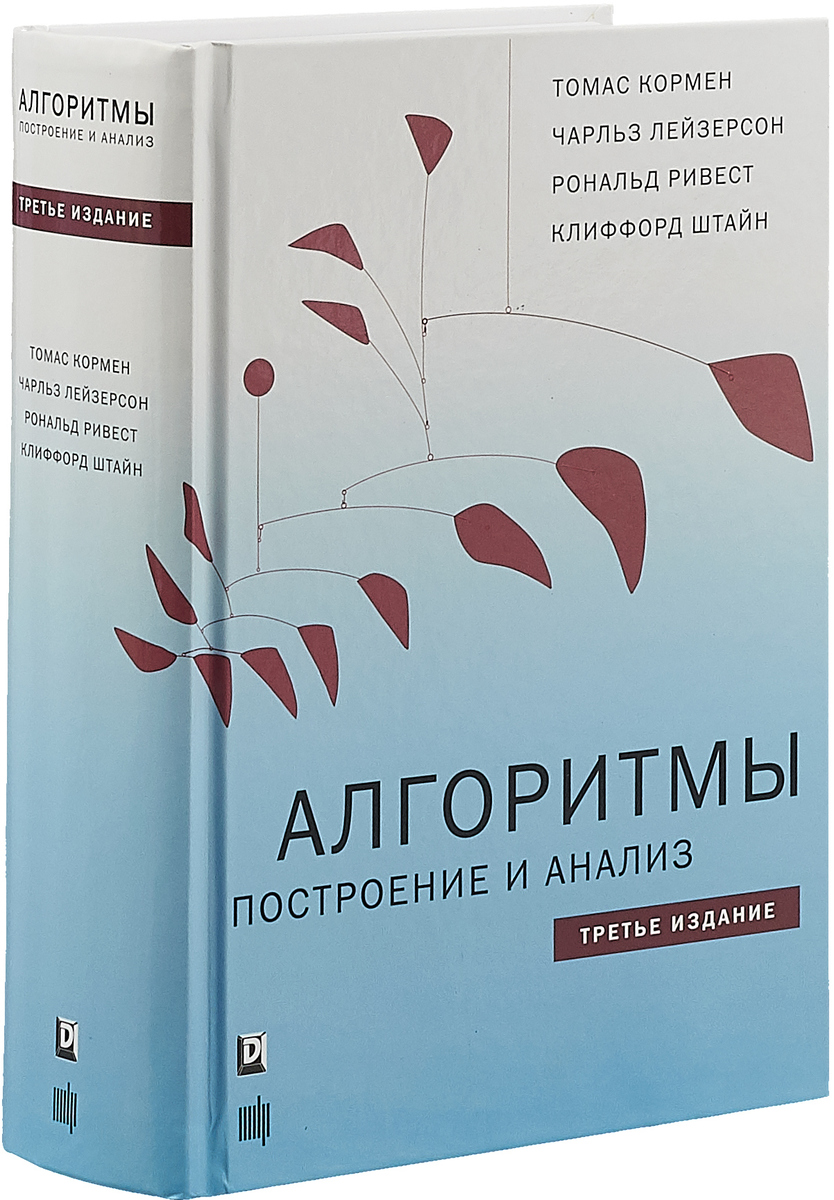 АЛГОРИТМЫ
ПОСТРОЕНИЕ И АНАЛИЗ
ТРЕТЬЕ ИЗДАНИЕ
ТОМАС КОРМЕН
ЧАРЛЬЗ ЛЕЙЗЕРСОН
РОНАЛЬД РИВЕСТ
КЛИФФОРД ШТАЙН
D
ТОМАС КОРМЕН
ЧАРЛЬЗ ЛЕЙЗЕРСОН
РОНАЛЬД РИВЕСТ
КЛИФФОРД ШТАЙН
АЛГОРИТМЫ
ПОСТРОЕНИЕ И АНАЛИЗ
ТРЕТЬЕ ИЗДАНИЕ
D